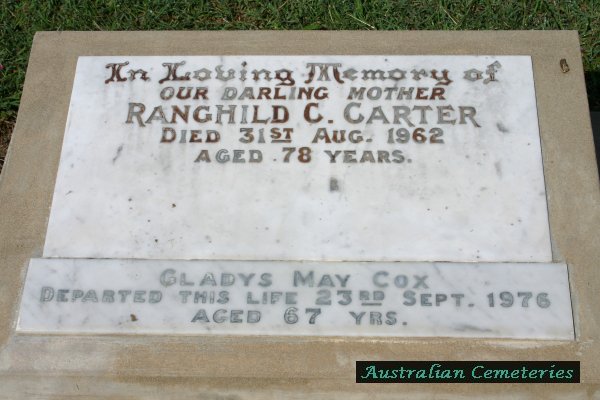 In Loving Memory of
OUR DARLING MOTHER
RANGHILD C. CARTER
DIED 31ST AUG. 1962
AGED 78 YEARS.
GLADYS MAY COX
DEPARTED THIS LIFE 23RD SEPT. 1976
AGED 67 YRS.
Australian Cemeteries